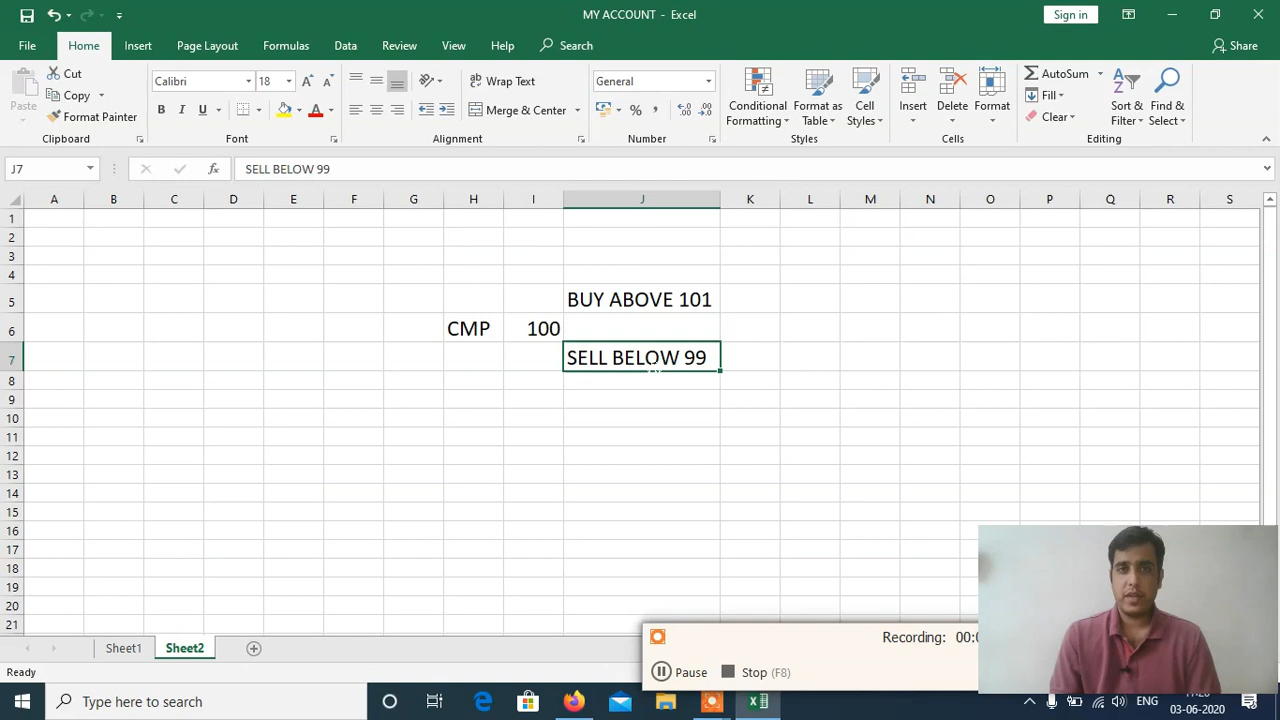 MY ACCOUNT - Excel
Sign in
File Home Insert Page Layout Formulas Data Review View Help Search Share
Paste
Cut
Copy
Format Painter
Clipboard
Calibri 18
B I U
Font
Wrap Text
Merge & Center
Alignment
General
Number
Conditional Formatting
Format as Table
Cell Styles
Styles
Insert
Delete
Format
Cells
AutoSum
Fill
Clear
Sort & Filter
Find & Select
Editing
J7 fx SELL BELOW 99
A B C D E F G H I J K L M N O P Q R S
1
2
3
4
5 BUY ABOVE 101
6 CMP 100
7 SELL BELOW 99
8
9
10
11
12
13
14
15
16
17
18
19
20
21
Sheet1 Sheet2
Ready
Recording: 00:
Pause Stop (F8)
Type here to search
ENG
03-06-2020